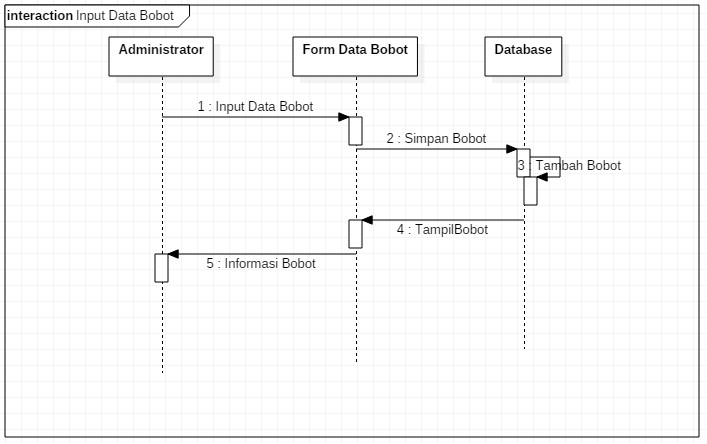 interaction Input Data Bobot
Administrator
Form Data Bobot
Database
1 : Input Data Bobot
2 : Simpan Bobot
3 : Tambah Bobot
4 : TampilBobot
5 : Informasi Bobot